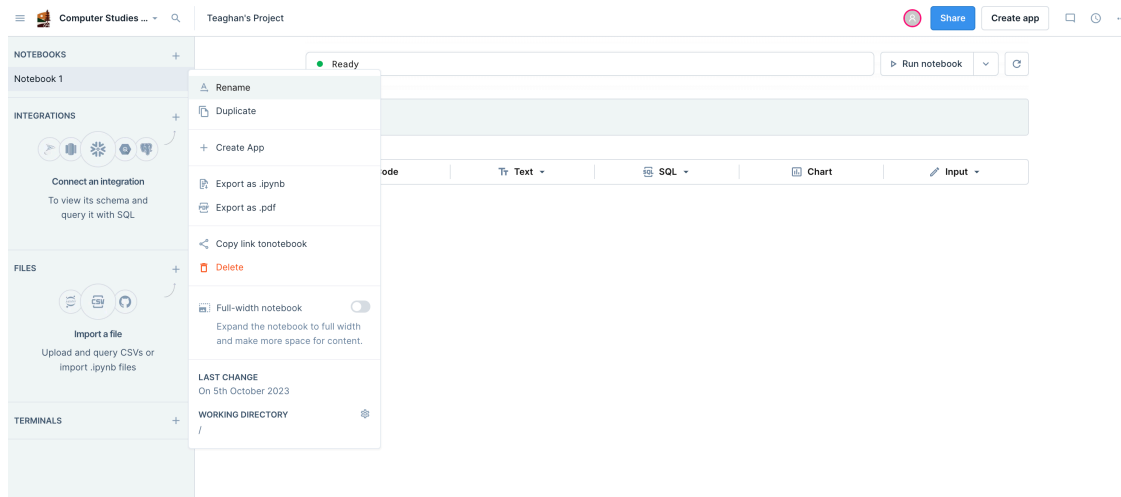 Computer Studies ...
Teaghan's Project
Share
Create app
NOTEBOOKS
Notebook 1
INTEGRATIONS
Connect an integration
To view its schema and
query it with SQL
FILES
CSV
Import a file
Upload and query CSVs or
import .ipynb files
TERMINALS
Rename
Duplicate
Create App
Export as .ipynb
PDF
Export as .pdf
Copy link tonotebook
Delete
Full-width notebook
Expand the notebook to full width
and make more space for content.
LAST CHANGE
On 5th October 2023
WORKING DIRECTORY
/
Ready
Run notebook
ode
Tт Text
SQL SQL
Chart
Input